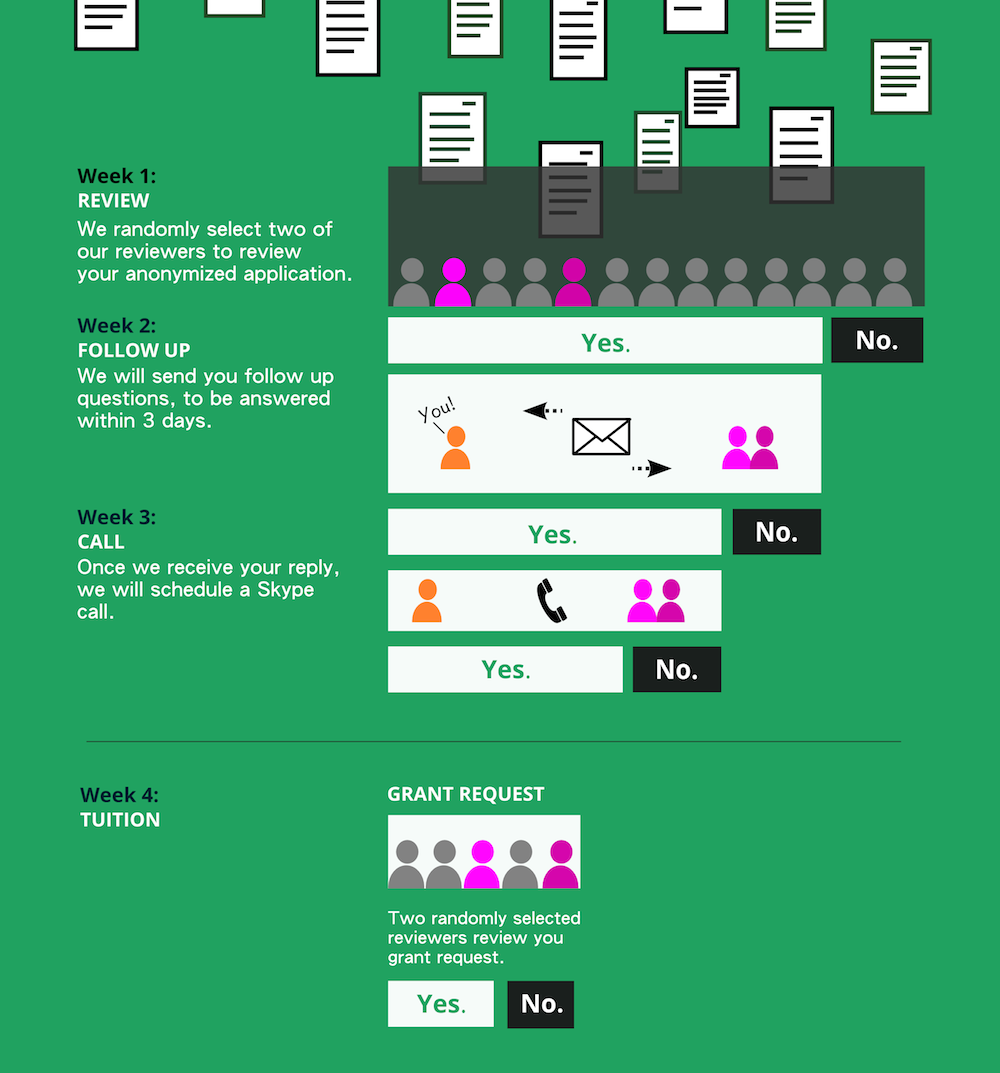 Week 1:
REVIEW
We randomly select two of
our reviewers to review
your anonymized application.
Week 2:
FOLLOW UP
We will send you follow up
questions, to be answered
within 3 days.
Yes.
No.
You!
Week 3:
CALL
Once we receive your reply,
we will schedule a Skype
call.
Yes.
No.
Yes.
No.
Week 4:
TUITION
GRANT REQUEST
Two randomly selected
reviewers review you
grant request.
Yes.
No.